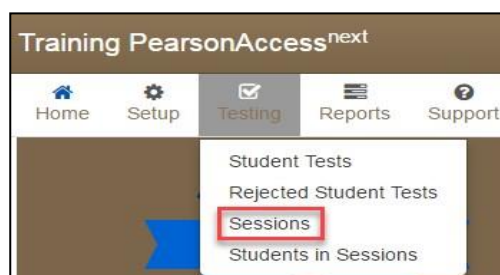 Training PearsonAccessnext
Home Setup Testing Reports Support
Student Tests
Rejected Student Tests
Sessions
Students in Sessions